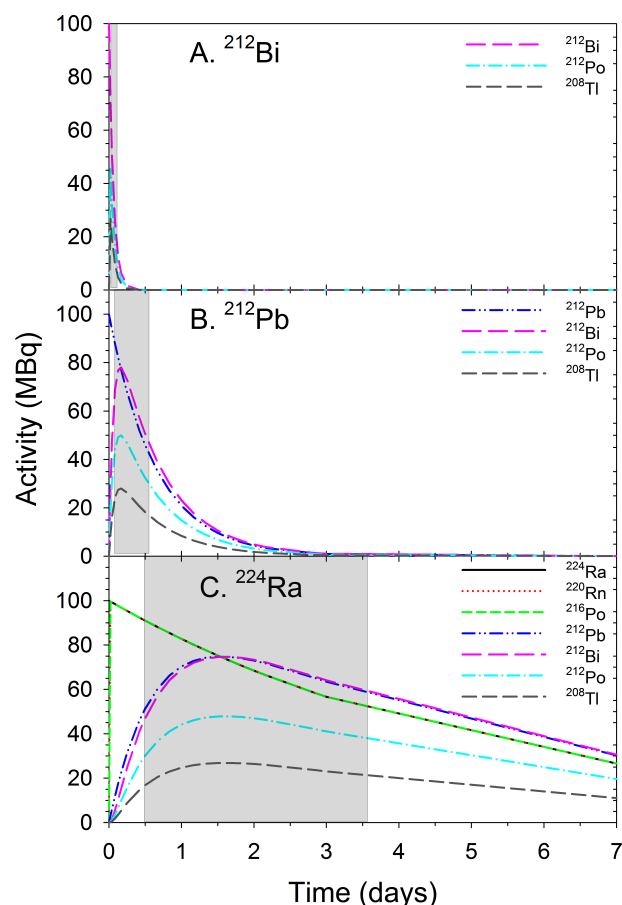 A. ²¹²Bi
100
80
60
40
20
0
²¹²Bi
²¹²Po
²⁰⁸Tl
B. ²¹²Pb
100
80
60
40
20
0
²¹²Pb
²¹²Bi
²¹²Po
²⁰⁸Tl
Activity (MBq)
C. ²²⁴Ra
100
80
60
40
20
0
²²⁴Ra
²²⁰Rn
²¹⁶Po
²¹²Pb
²¹²Bi
²¹²Po
²⁰⁸Tl
0 1 2 3 4 5 6 7
Time (days)